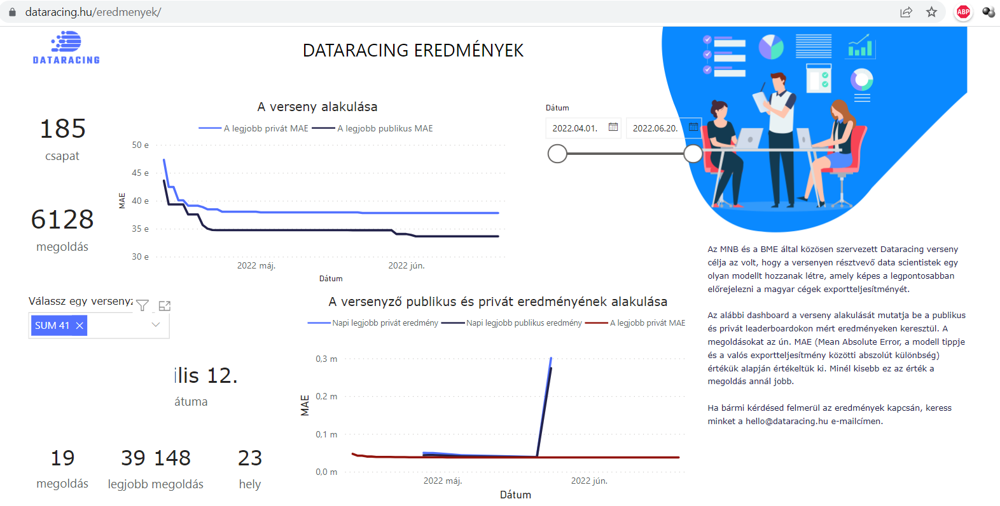 dataracing.hu/eredmenyek/
ABP
DATARACING
DATARACING EREDMÉNYEK
185
csapat
6128
megoldás
A verseny alakulása
A legjobb privát MAE
A legjobb publikus MAE
50 e
45 e
40 e
35 e
30 e
MAE
2022 máj.
2022 jún.
Dátum
Dátum
2022.04.01.
2022.06.20.
Az MNB és a BME által közösen szervezett Dataracing verseny
célja az volt, hogy a versenyen résztvevő data scientistek egy
olyan modellt hozzanak létre, amely képes a legpontosabban
előrejelezni a magyar cégek exportteljesítményét.
Az alábbi dashboard a verseny alakulását mutatja be a publikus
és privát leaderboardokon mért eredményeken keresztül. A
megoldásokat az ún. MAE (Mean Absolute Error, a modell tippje
és a valós exportteljesítmény közötti abszolút különbség)
értékük alapján értékeltük ki. Minél kisebb ez az érték a
megoldás annál jobb.
Ha bármi kérdésed felmerül az eredmények kapcsán, keress
minket a hello@dataracing.hu e-mailcímen.
Válassz egy verseny
SUM 41
ilis 12.
átuma
19
megoldás
39 148
legjobb megoldás
23
hely
A versenyző publikus és privát eredményének alakulása
Napi legjobb privát eredmény
Napi legjobb publikus eredmény
A legjobb privát MAE
0,3 m
0,2 m
0,1 m
0,0 m
MAE
2022 máj.
2022 jún.
Dátum